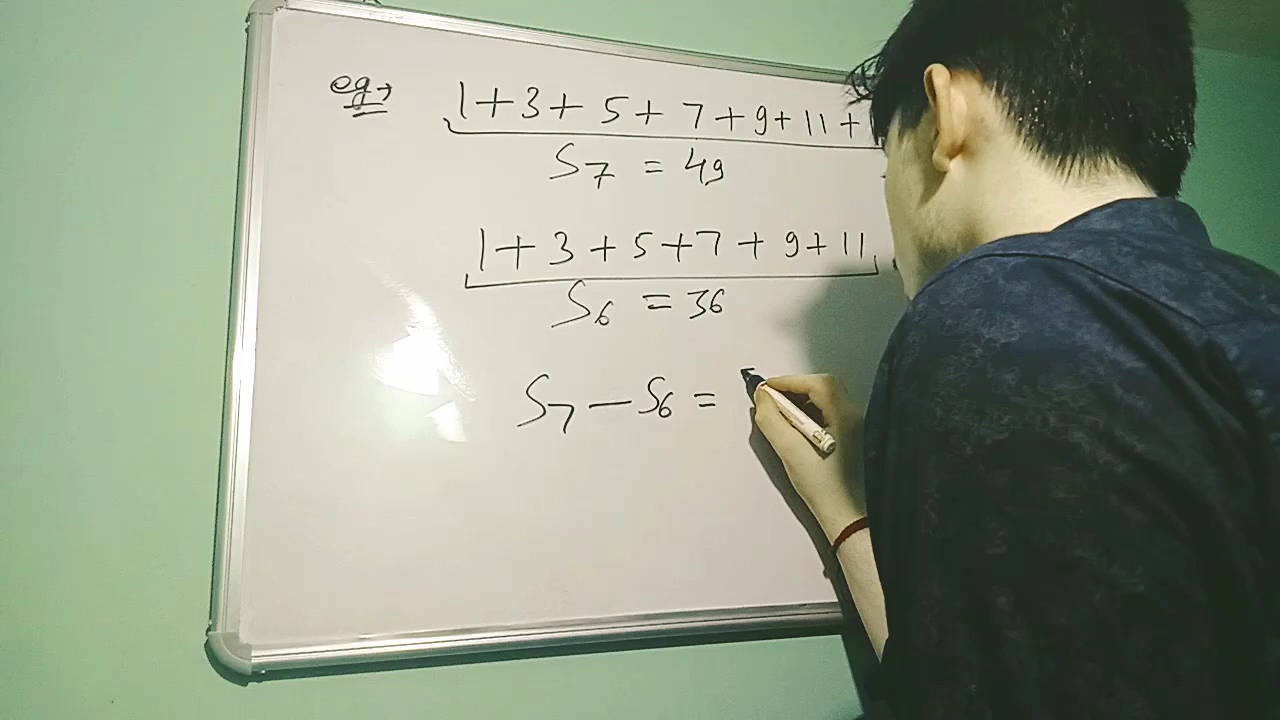 eg→ 1+3+5+7+9+11+
S7 = 49
1+3+5+7+9+11
S6 = 36
S7 - S6 =